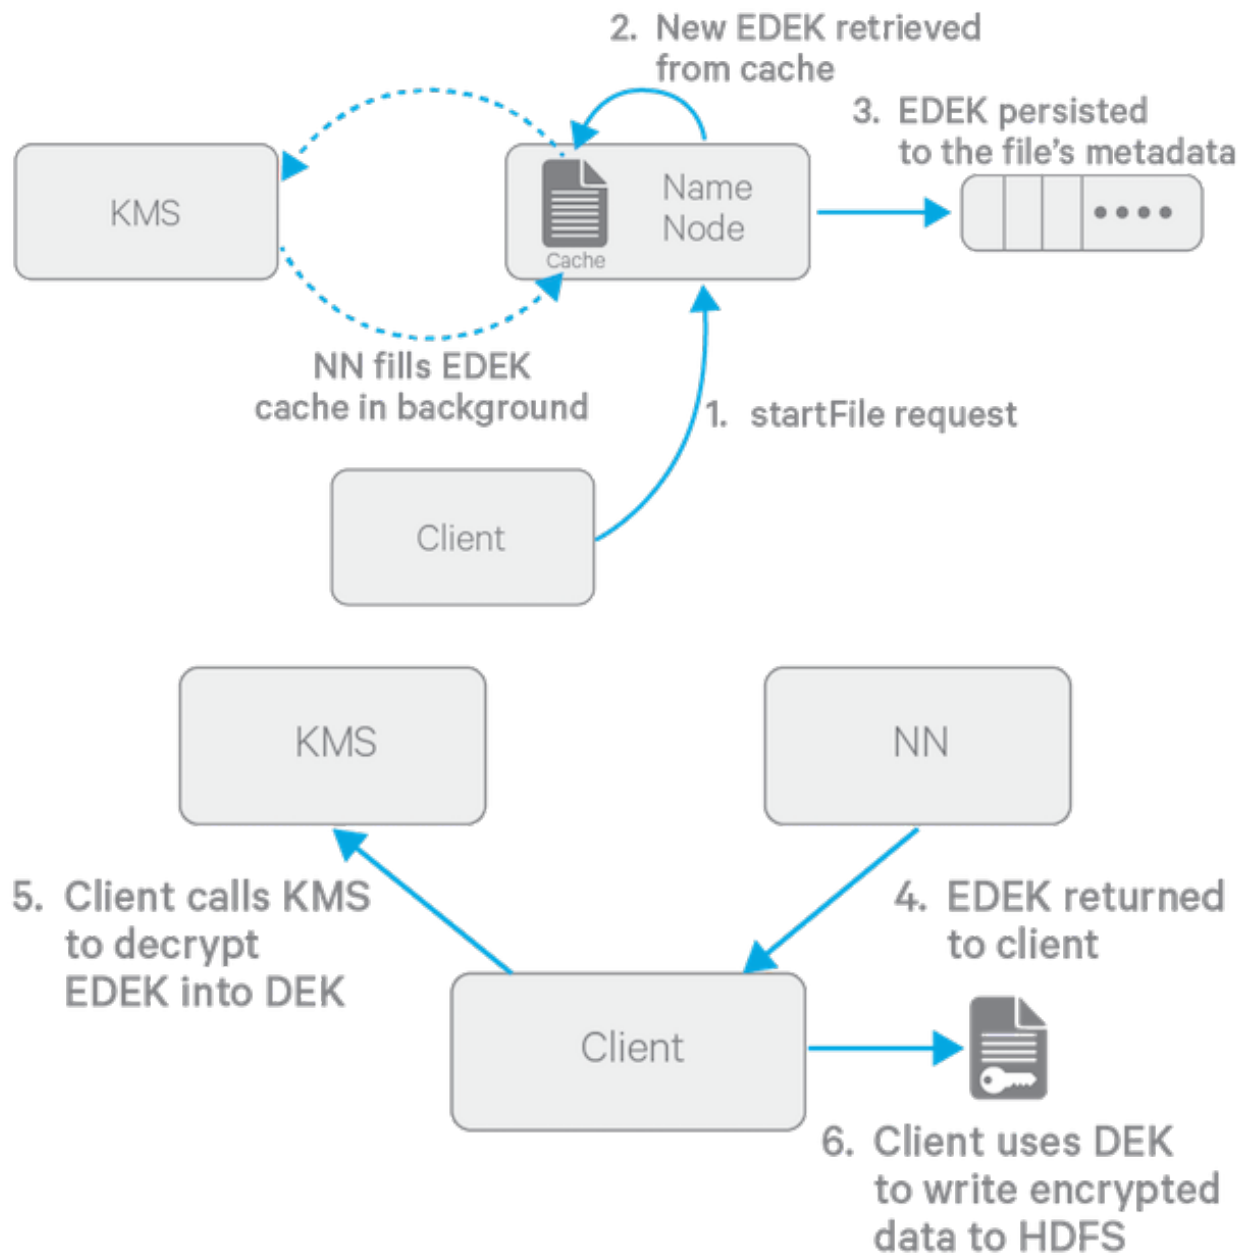 2. New EDEK retrieved
from cache
3. EDEK persisted
to the file's metadata
KMS
Name
Node
Cache
NN fills EDEK
cache in background
1. startFile request
Client
KMS
NN
5. Client calls KMS
to decrypt
EDEK into DEK
4. EDEK returned
to client
Client
6. Client uses DEK
to write encrypted
data to HDFS